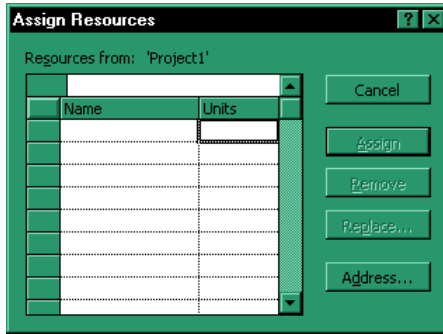 Assign Resources
Resources from: 'Project1'
Cancel
Name Units
Assign
Remove
Replace...
Address...